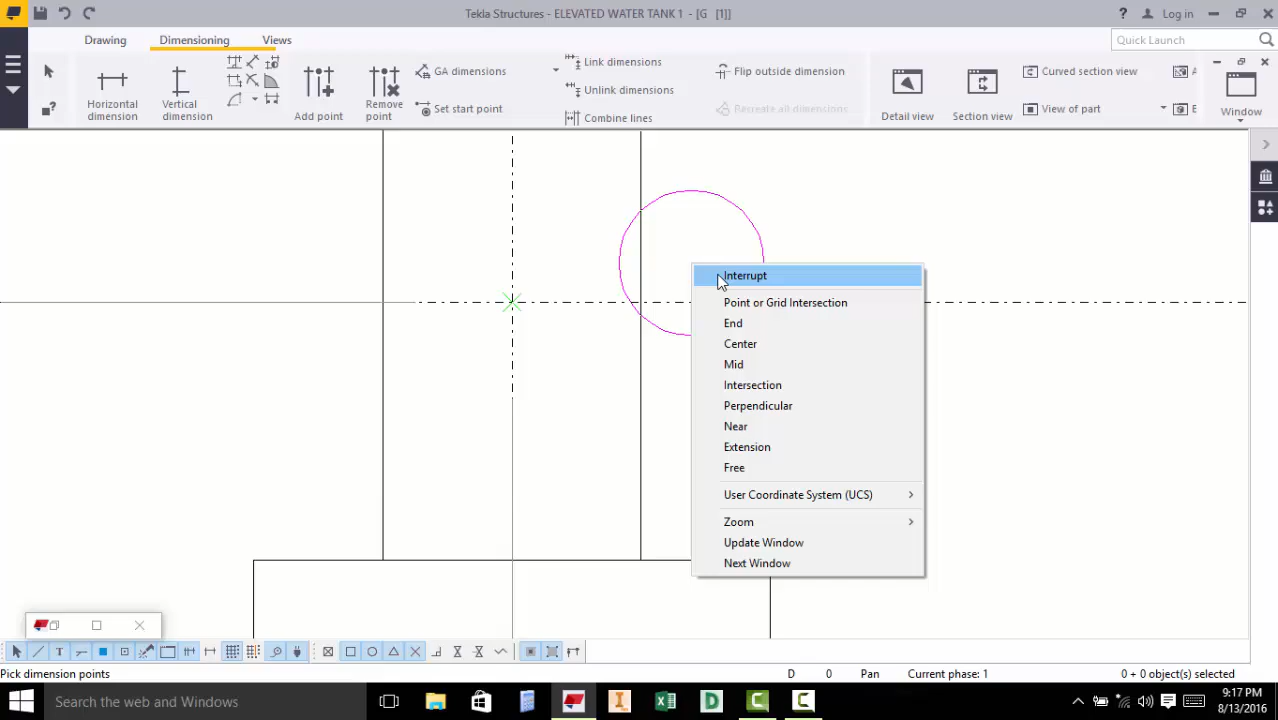 Tekla Structures - ELEVATED WATER TANK 1 - [G [1]]
? Log in
Drawing Dimensioning Views
Quick Launch
Horizontal dimension
Vertical dimension
Add point
Remove point
GA dimensions
Set start point
Link dimensions
Unlink dimensions
Combine lines
Flip outside dimension
Recreate all dimensions
Detail view
Section view
Curved section view
View of part
A
E
Window
Interrupt
Point or Grid Intersection
End
Center
Mid
Intersection
Perpendicular
Near
Extension
Free
User Coordinate System (UCS)
Zoom
Update Window
Next Window
Pick dimension points D 0 Pan Current phase: 1 0 + 0 object(s) selected
Search the web and Windows
9:17 PM
8/13/2016